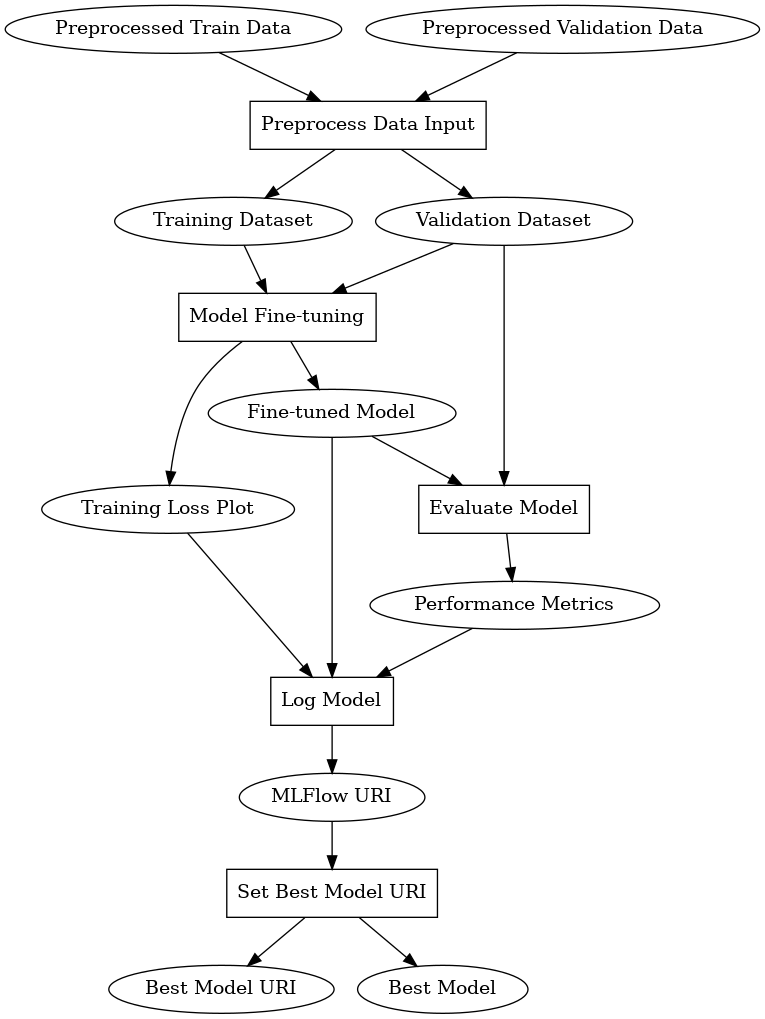 Preprocessed Train Data
Preprocessed Validation Data
Preprocess Data Input
Training Dataset
Validation Dataset
Model Fine-tuning
Fine-tuned Model
Training Loss Plot
Evaluate Model
Performance Metrics
Log Model
MLFlow URI
Set Best Model URI
Best Model URI
Best Model